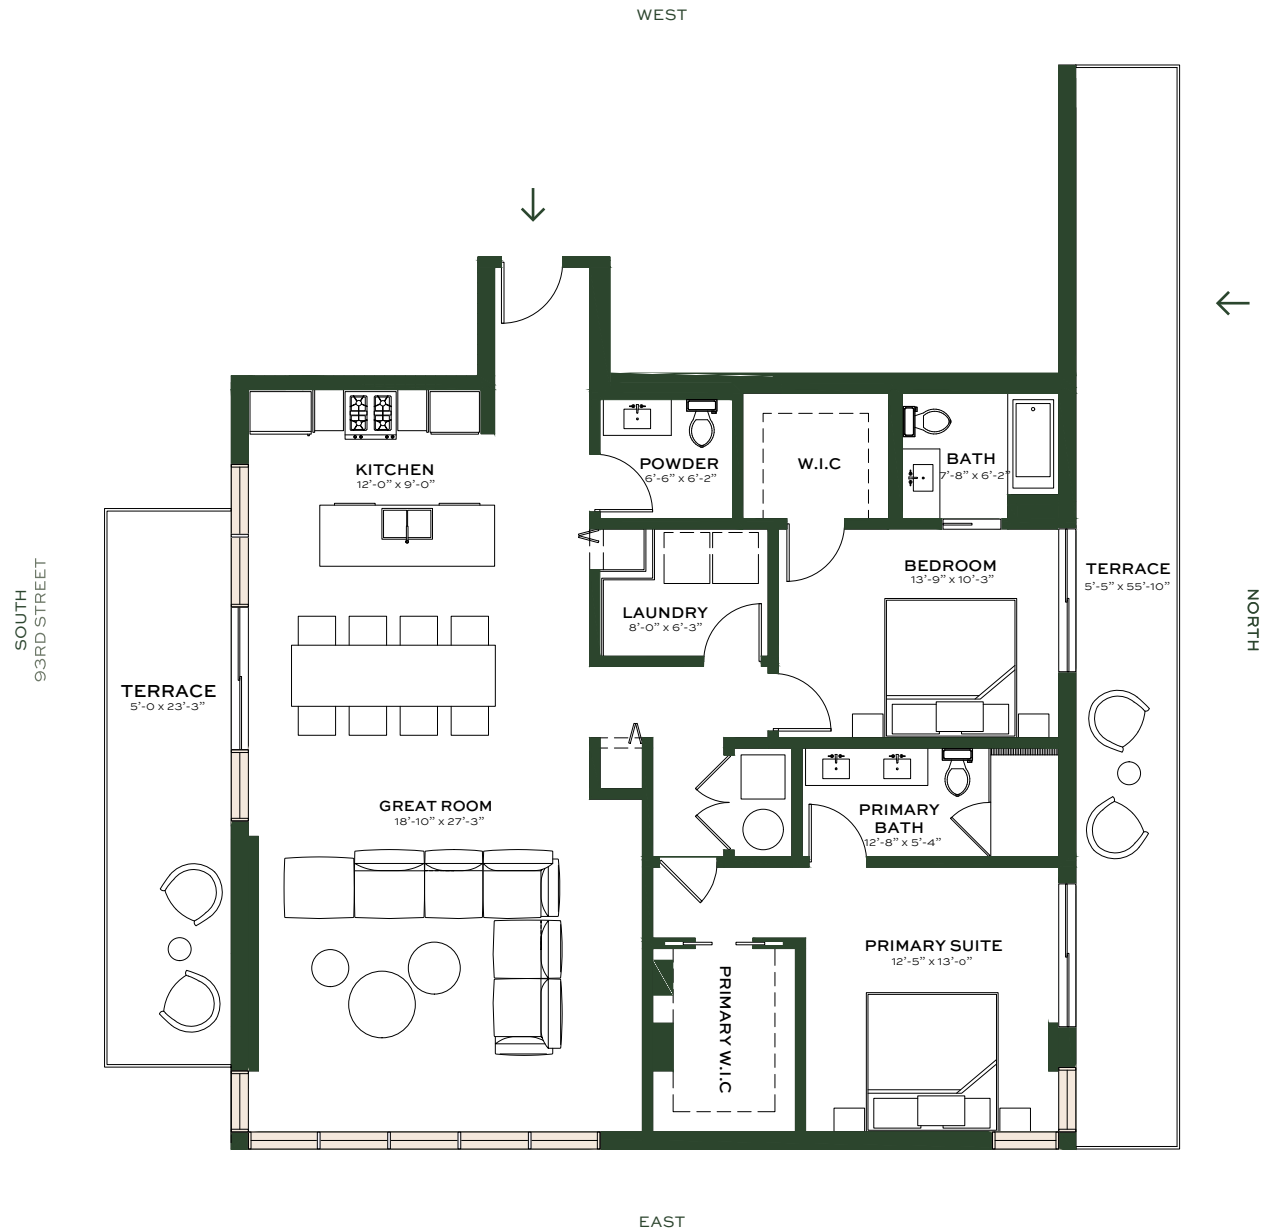 WEST
KITCHEN
12'-0" x 9'-0"
POWDER
6'-6" x 6'-2"
W.I.C
BATH
7'-8" x 6'-2"
SOUTH
93RD STREET
TERRACE
5'-0 x 23'-3"
LAUNDRY
8'-0" x 6'-3"
BEDROOM
13'-9" x 10'-3"
TERRACE
5'-5" x 55'-10"
NORTH
GREAT ROOM
18'-10" x 27'-3"
PRIMARY
BATH
12'-8" x 5'-4"
PRIMARY W.I.C
PRIMARY SUITE
12'-5" x 13'-0"
EAST